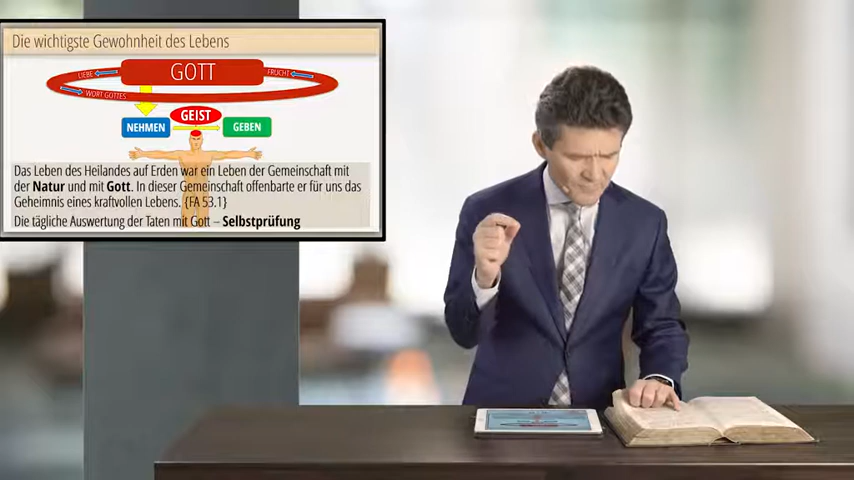 Die wichtigste Gewohnheit des Lebens
GOTT
LIEBE
FRUCHT
WORT GOTTES
GEIST
NEHMEN
GEBEN
Das Leben des Heilandes auf Erden war ein Leben der Gemeinschaft mit
der Natur und mit Gott. In dieser Gemeinschaft offenbarte er für uns das
Geheimnis eines kraftvollen Lebens. {FA 53.1}
Die tägliche Auswertung der Taten mit Gott – Selbstprüfung